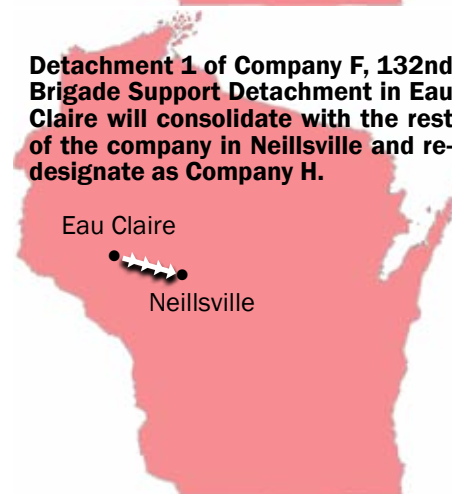 Detachment 1 of Company F, 132nd
Brigade Support Detachment in Eau
Claire will consolidate with the rest
of the company in Neillsville and re-
designate as Company H.
Eau Claire
Neillsville